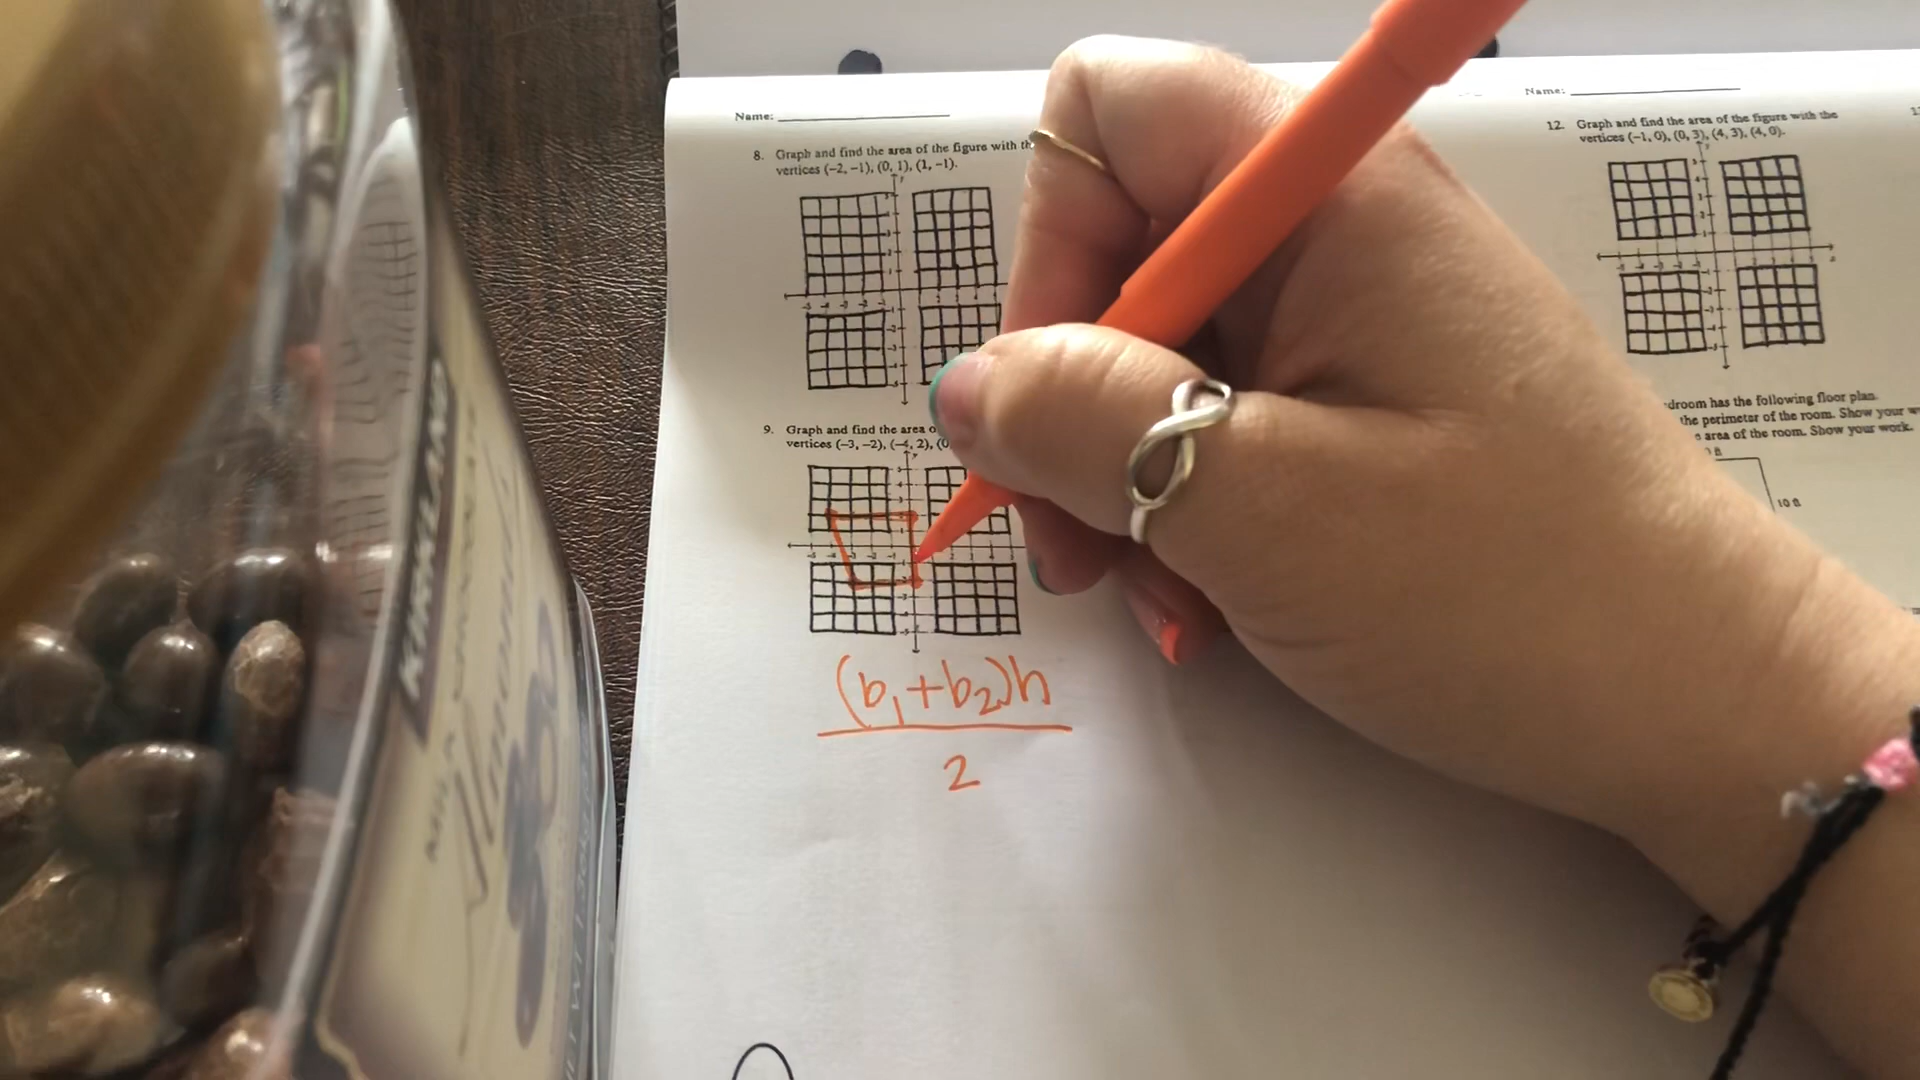 Name:
8. Graph and find the area of the figure with th
vertices (−2, −1), (0, 1), (1, −1).
9. Graph and find the area o
vertices (−3, −2), (−4, 2), (0
(b₁+b₂)h
2
Name:
12. Graph and find the area of the figure with the
vertices (−1, 0), (0, 3), (4, 3), (4, 0).
droom has the following floor plan.
the perimeter of the room. Show your w
area of the room. Show your work.
10 ft
KIRKLAND